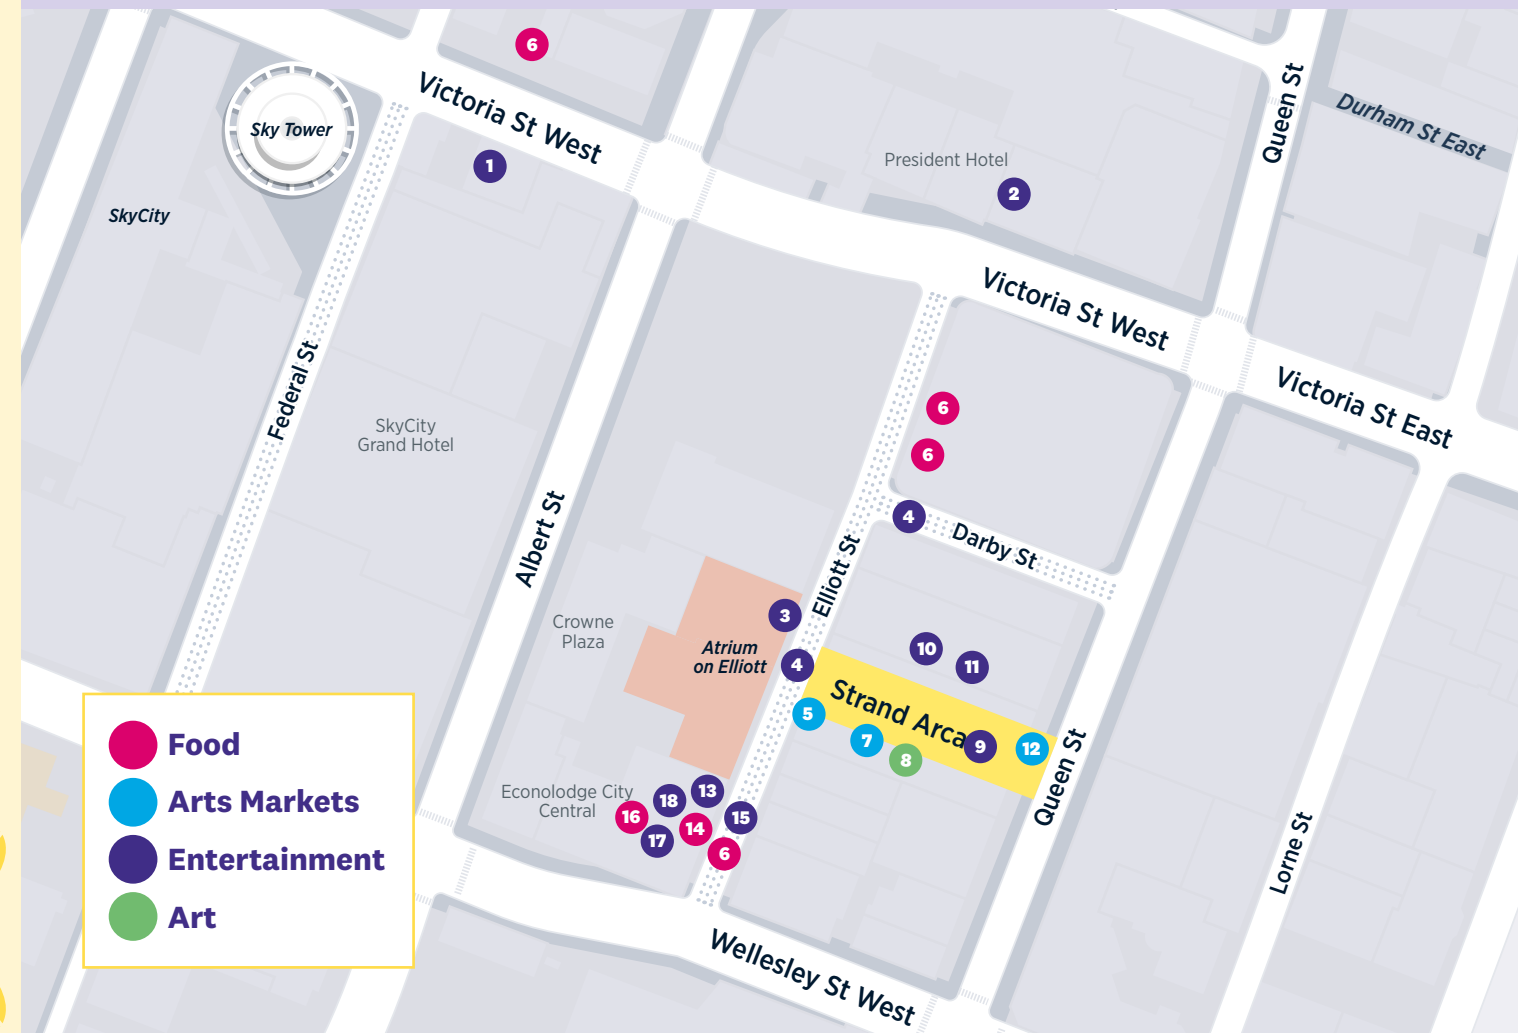 6
Victoria St West
Queen St
Durham St East
Sky Tower
1
President Hotel
2
SkyCity
Victoria St West
Federal St
Victoria St East
6
SkyCity
Grand Hotel
6
Albert St
4
Darby St
Elliott St
3
Crowne
Plaza
Atrium
on Elliott
4
10
11
Strand Arca
5
7
8
9
12
Queen St
Econolodge City
Central
18
13
16
14
15
17
6
Lorne St
Wellesley St West
Food
Arts Markets
Entertainment
Art